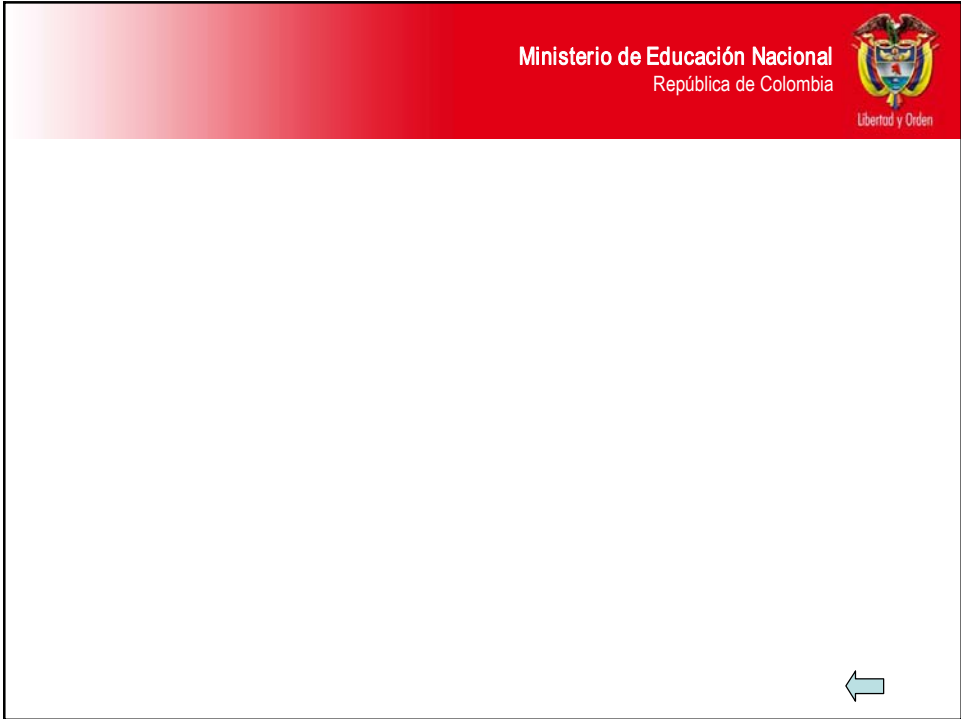 Ministerio de Educación Nacional
República de Colombia
Libertad y Orden